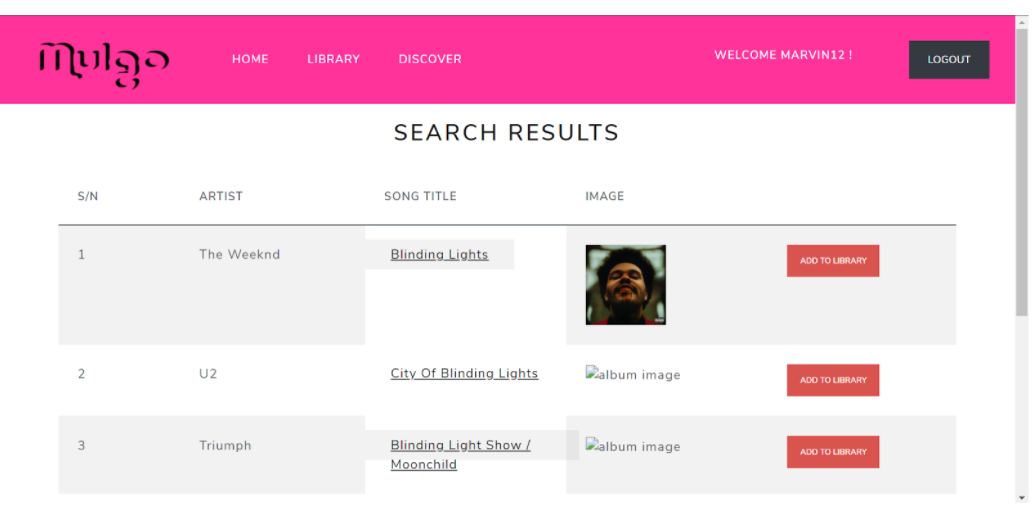 Mulgo HOME LIBRARY DISCOVER WELCOME MARVIN12 ! LOGOUT
SEARCH RESULTS
S/N ARTIST SONG TITLE IMAGE
1 The Weeknd Blinding Lights ADD TO LIBRARY
2 U2 City Of Blinding Lights album image ADD TO LIBRARY
3 Triumph Blinding Light Show / album image ADD TO LIBRARY
Moonchild